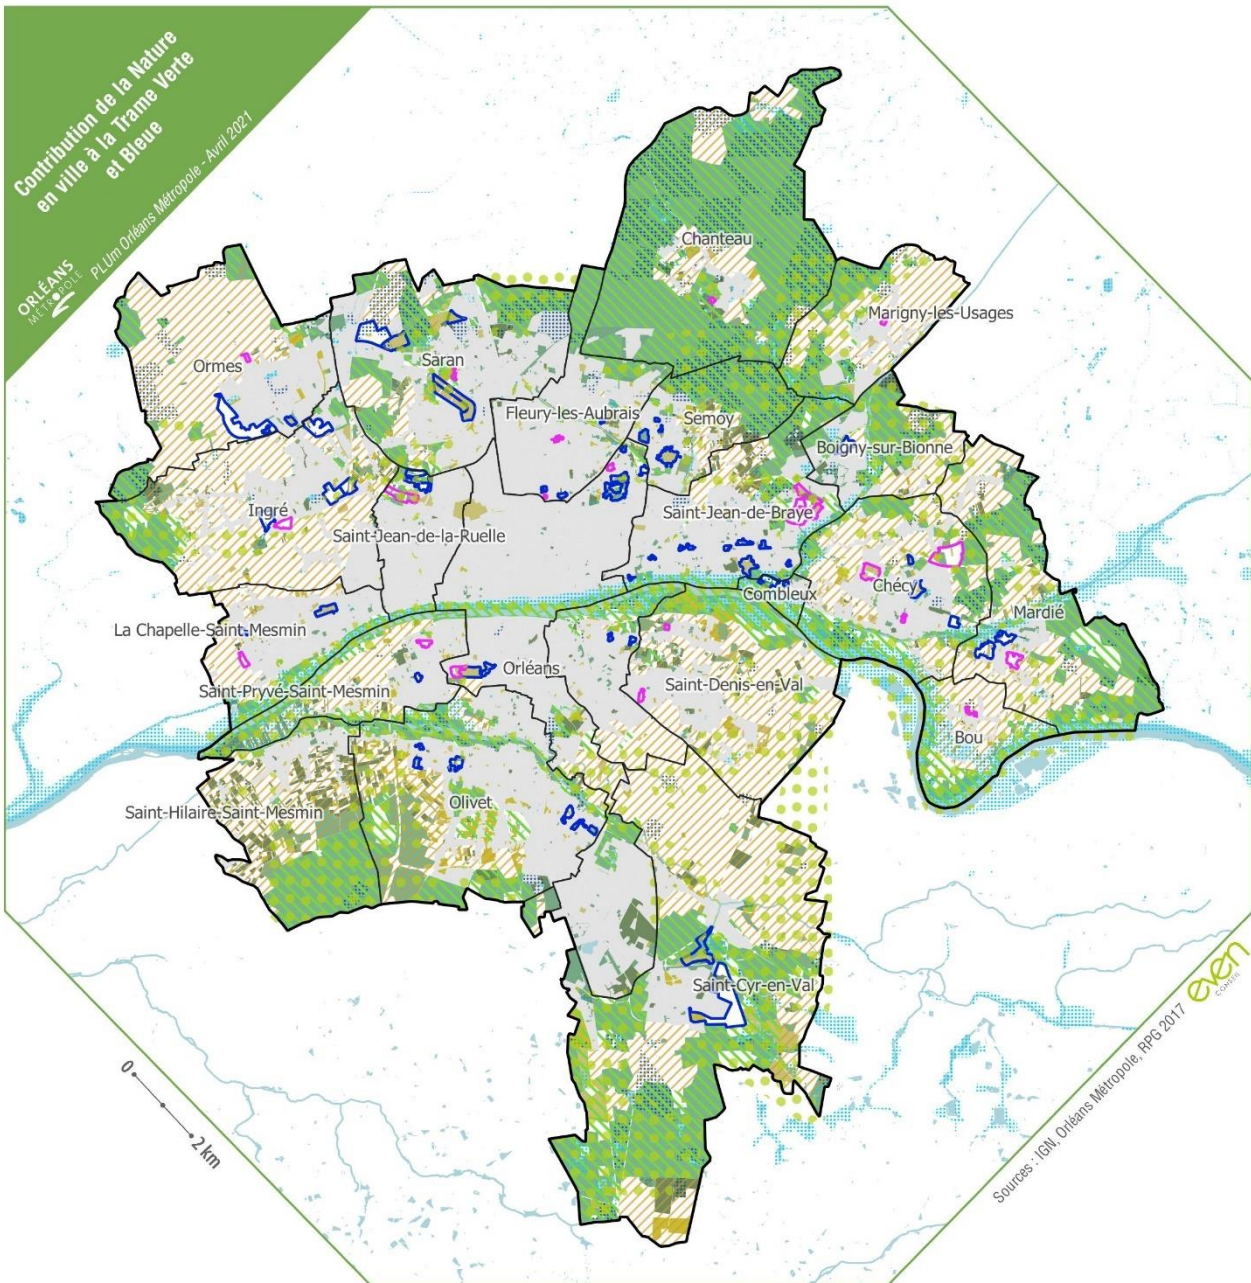 Contribution de la Nature
en ville à la Trame Verte
et Bleue
PLUm Orléans Métropole - Avril 2021
ORLÉANS
MÉTROPOLE
Chanteau
Marigny-les-Usages
Ormes
Saran
Fleury-les-Aubrais
Semoy
Boigny-sur-Bionne
Ingré
Saint-Jean-de-Braye
Saint-Jean-de-la-Ruelle
Chécy
Combleux
Mardié
La Chapelle-Saint-Mesmin
Orléans
Saint-Pryvé-Saint-Mesmin
Saint-Denis-en-Val
Bou
Olivet
Saint-Hilaire-Saint-Mesmin
Saint-Cyr-en-Val
0
2 km
Sources : IGN, Orléans Métropole, RPG 2017
even
CONSEIL